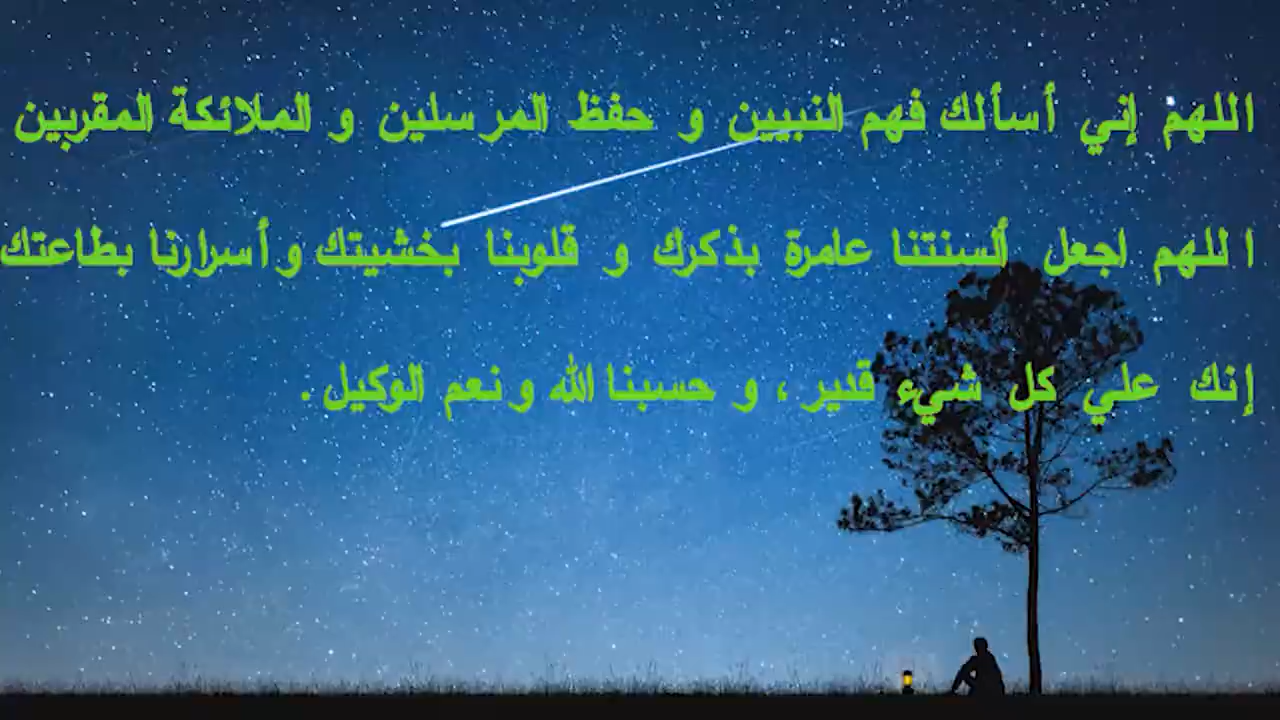 اللهم إني أسألك فهم النبيين و حفظ المرسلين و الملائكة المقربين
اللهم اجعل ألسنتنا عامرة بذكرك و قلوبنا بخشيتك وأسرارنا بطاعتك
إنك علي كل شيء قدير ، و حسبنا الله ونعم الوكيل .